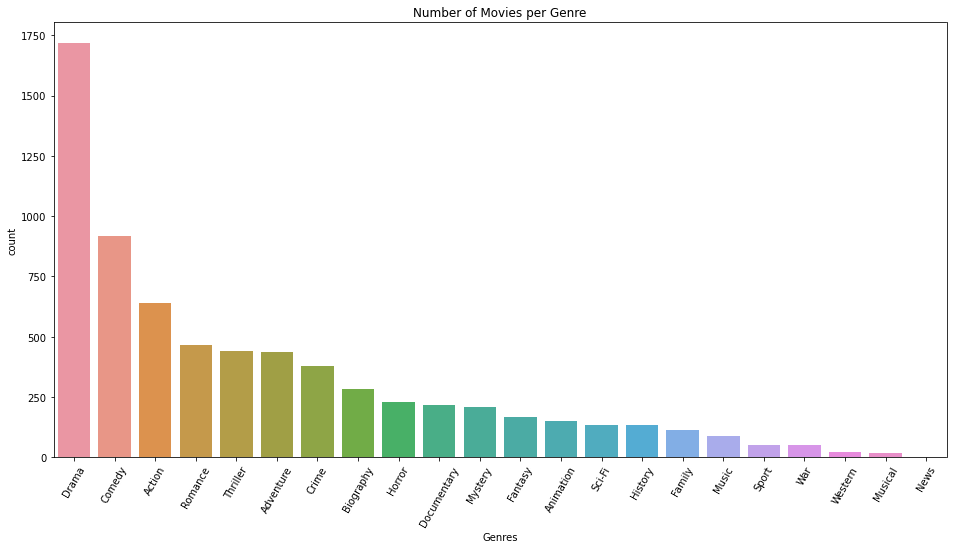 Number of Movies per Genre
count
1750
1500
1250
1000
750
500
250
0
Drama
Comedy
Action
Romance
Thriller
Adventure
Crime
Biography
Horror
Documentary
Mystery
Fantasy
Animation
Sci-Fi
History
Family
Music
Sport
War
Western
Musical
News
Genres